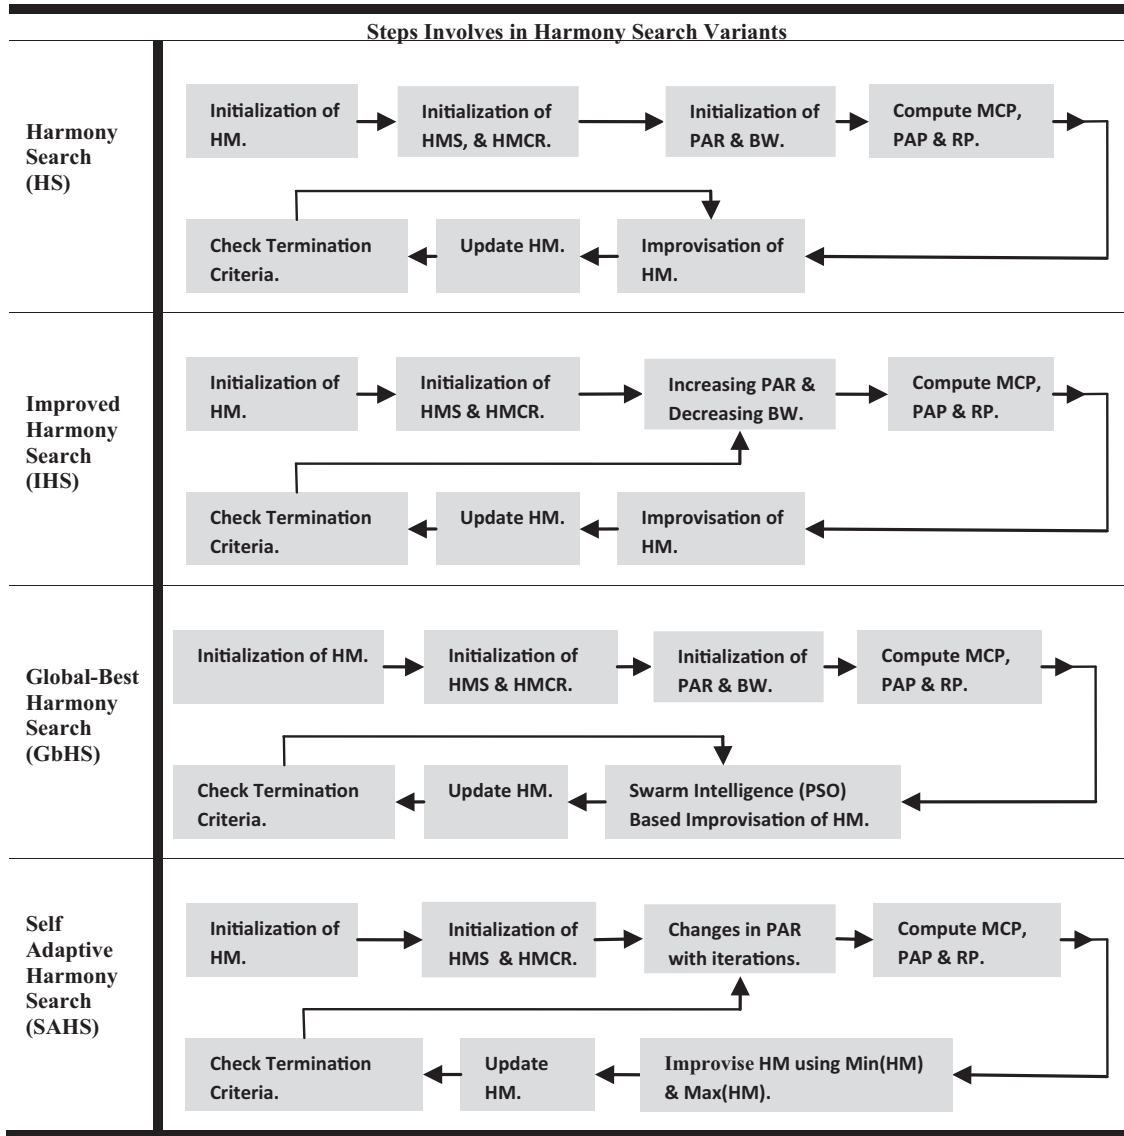 Steps Involves in Harmony Search Variants
Harmony
Search
(HS)
Initialization of
HM.
Initialization of
HMS, & HMCR.
Initialization of
PAR & BW.
Compute MCP,
PAP & RP.
Check Termination
Criteria.
Update HM.
Improvisation of
HM.
Improved
Harmony
Search
(IHS)
Initialization of
HM.
Initialization of
HMS & HMCR.
Increasing PAR &
Decreasing BW.
Compute MCP,
PAP & RP.
Check Termination
Criteria.
Update HM.
Improvisation of
HM.
Global-Best
Harmony
Search
(GbHS)
Initialization of HM.
Initialization of
HMS & HMCR.
Initialization of
PAR & BW.
Compute MCP,
PAP & RP.
Check Termination
Criteria.
Update HM.
Swarm Intelligence (PSO)
Based Improvisation of HM.
Self
Adaptive
Harmony
Search
(SAHS)
Initialization of
HM.
Initialization of
HMS & HMCR.
Changes in PAR
with iterations.
Compute MCP,
PAP & RP.
Check Termination
Criteria.
Update
HM.
Improvise HM using Min(HM)
& Max(HM).